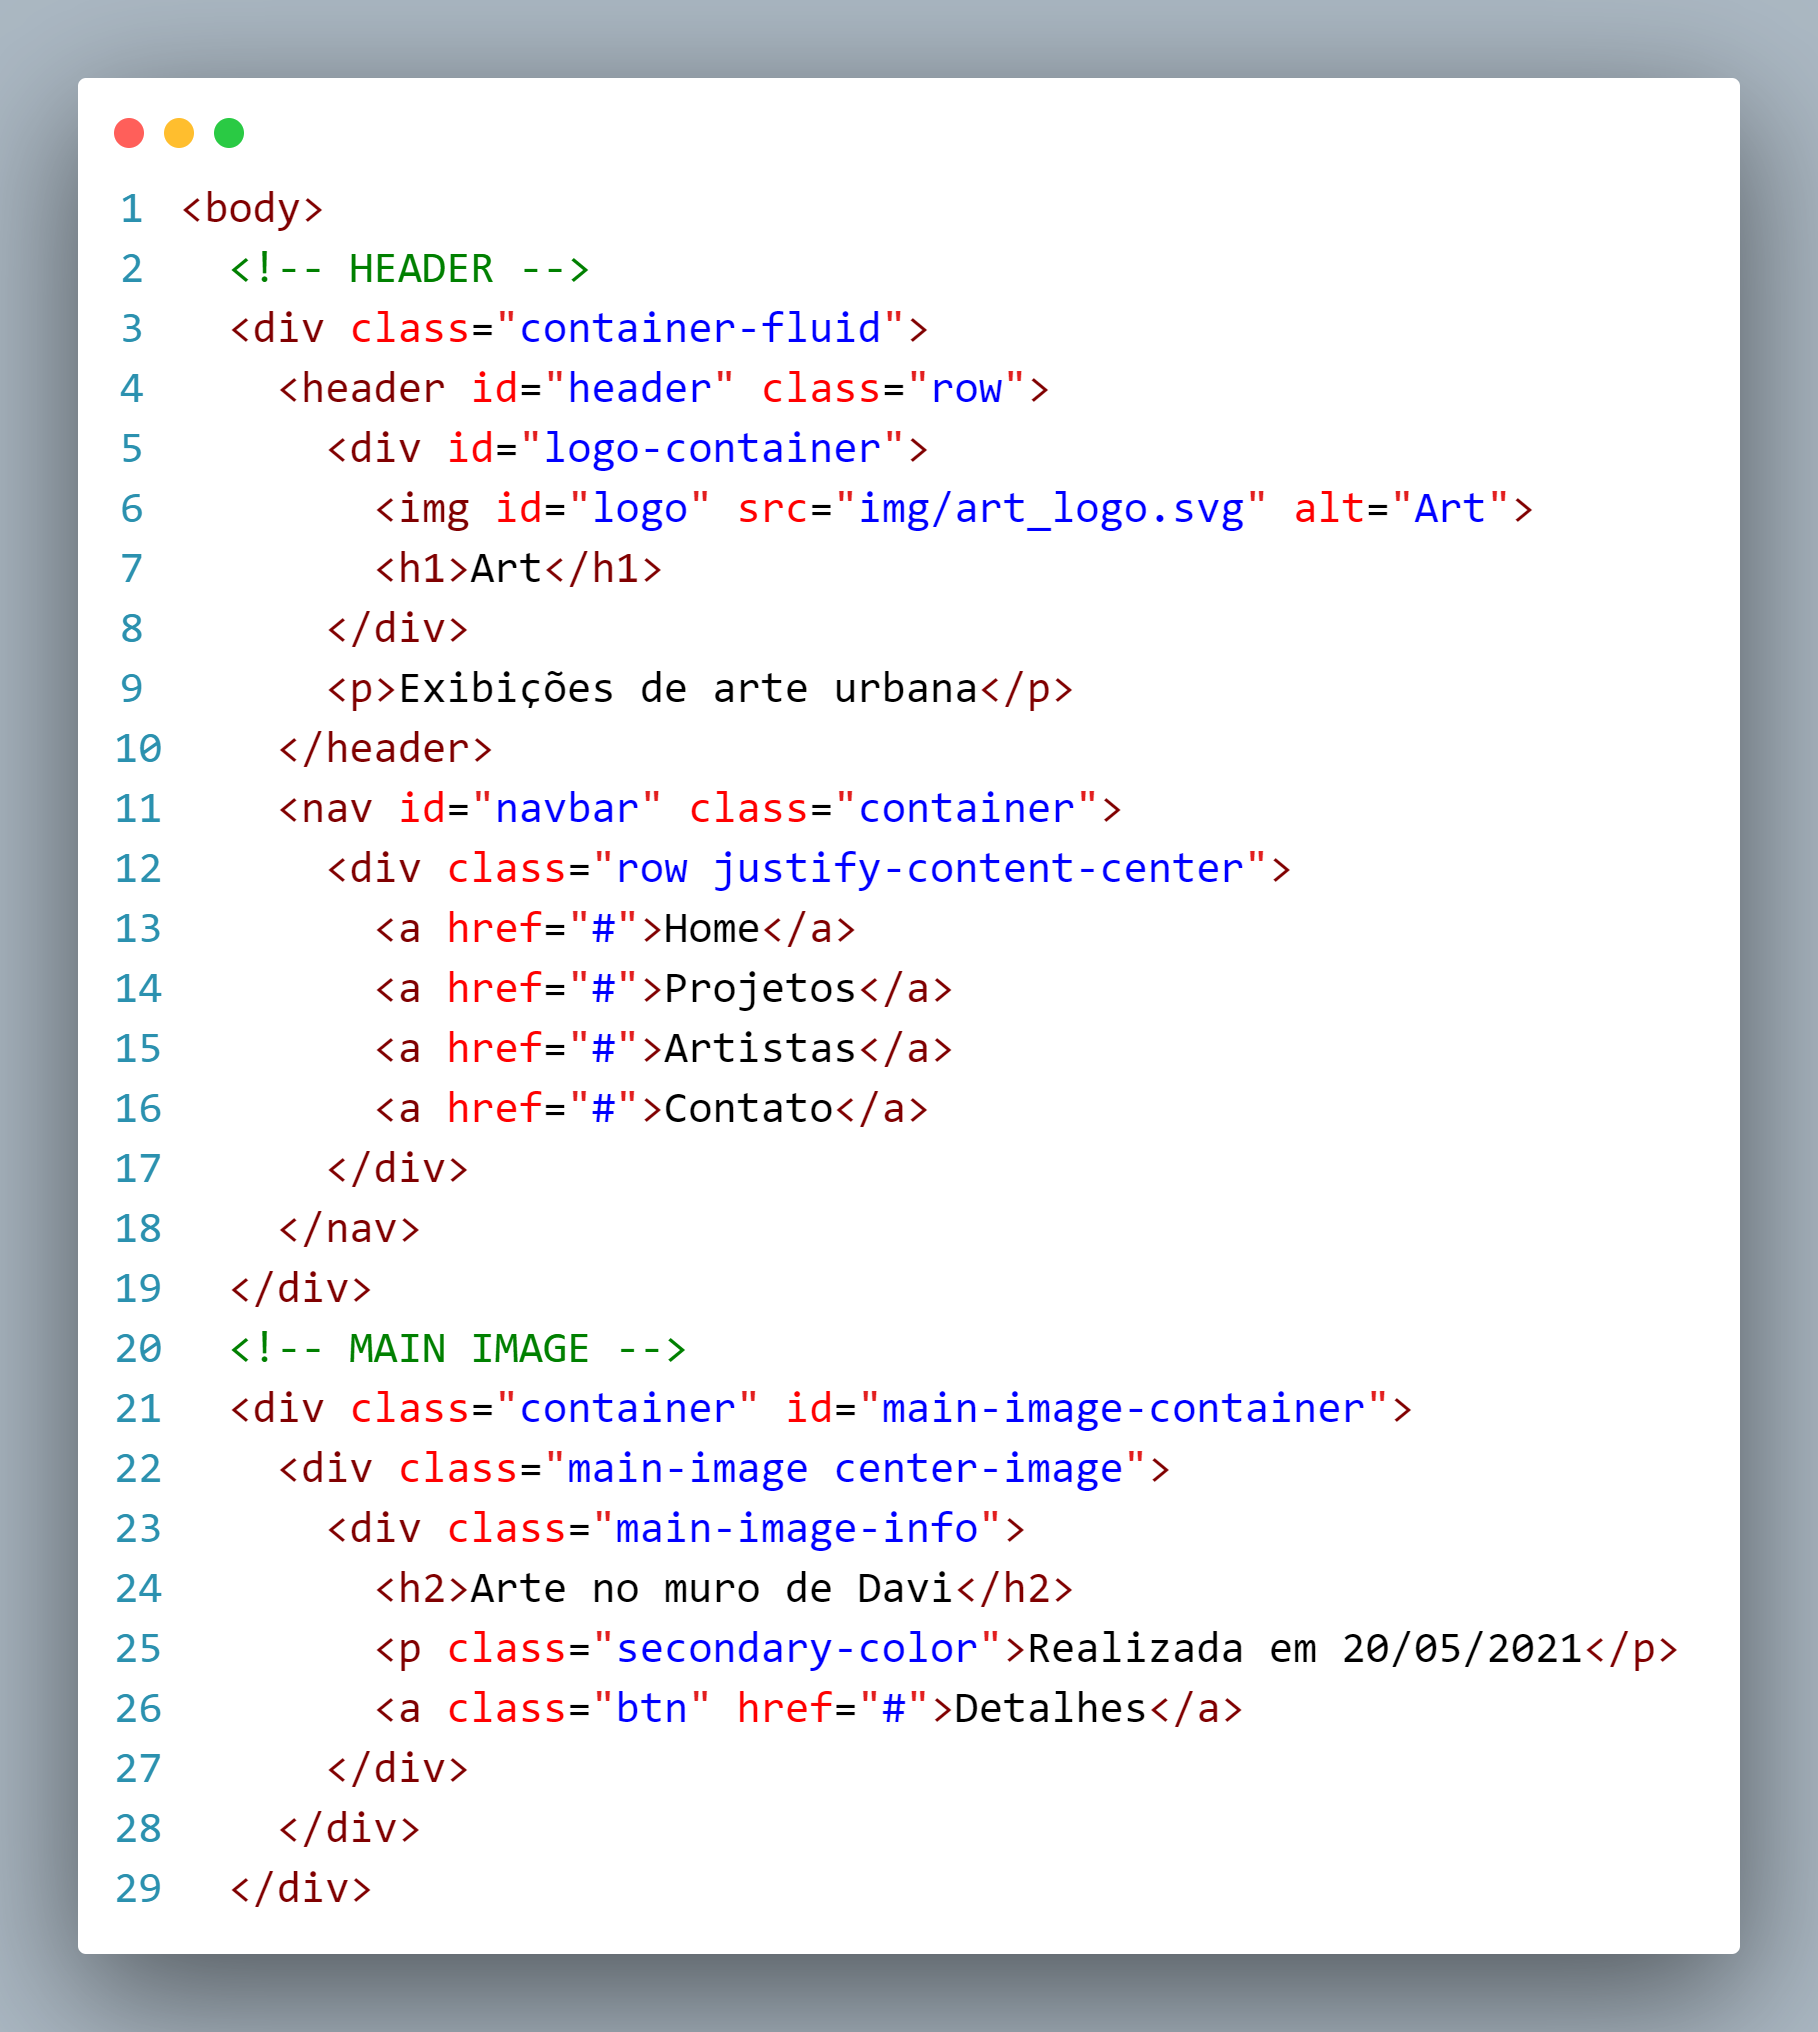 1 <body>
2   <!-- HEADER -->
3   <div class="container-fluid">
4     <header id="header" class="row">
5       <div id="logo-container">
6         <img id="logo" src="img/art_logo.svg" alt="Art">
7         <h1>Art</h1>
8       </div>
9       <p>Exibições de arte urbana</p>
10     </header>
11     <nav id="navbar" class="container">
12       <div class="row justify-content-center">
13         <a href="#">Home</a>
14         <a href="#">Projetos</a>
15         <a href="#">Artistas</a>
16         <a href="#">Contato</a>
17       </div>
18     </nav>
19   </div>
20   <!-- MAIN IMAGE -->
21   <div class="container" id="main-image-container">
22     <div class="main-image center-image">
23       <div class="main-image-info">
24         <h2>Arte no muro de Davi</h2>
25         <p class="secondary-color">Realizada em 20/05/2021</p>
26         <a class="btn" href="#">Detalhes</a>
27       </div>
28     </div>
29   </div>